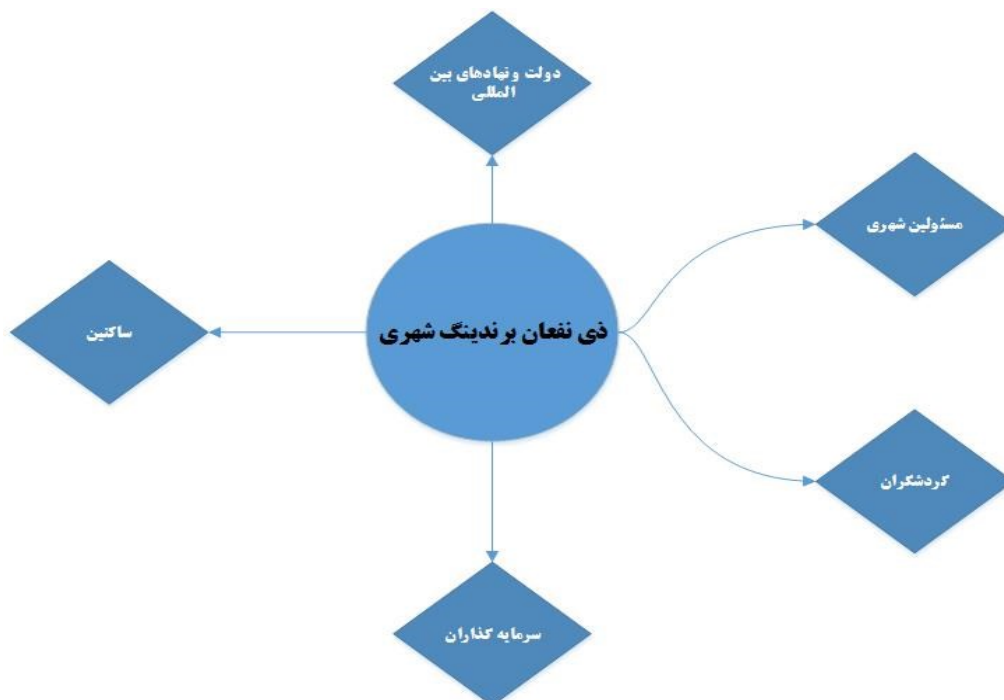 دولت و نهادهای بین
المللی
مسئولین شهری
ذی نفعان برندینگ شهری
ساکنین
گردشگران
سرمایه گذاران